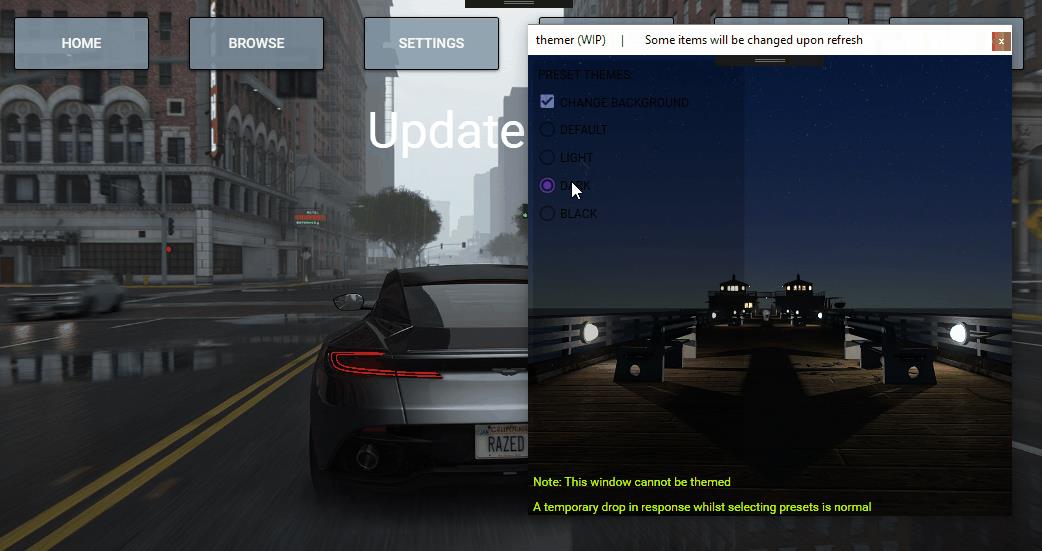 HOME
BROWSE
SETTINGS
themer (WIP) | Some items will be changed upon refresh
x
PRESET THEMES:
CHANGE BACKGROUND
DEFAULT
LIGHT
DARK
BLACK
Update
RAZED
Note: This window cannot be themed
A temporary drop in response whilst selecting presets is normal